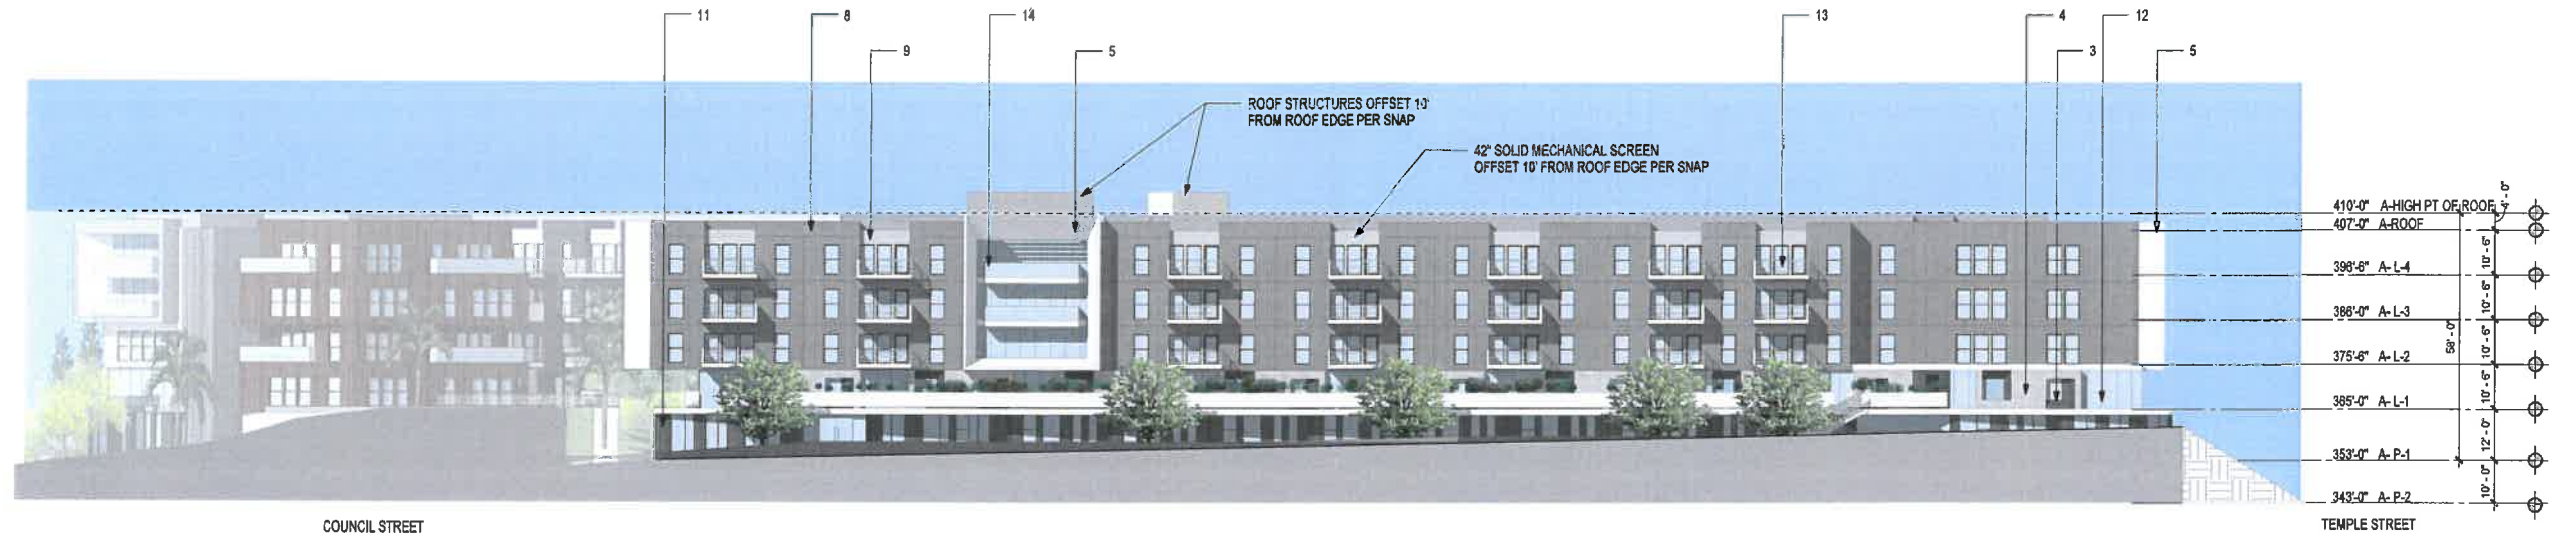 11
8
14
13
4
12
9
5
3
5
ROOF STRUCTURES OFFSET 10'
FROM ROOF EDGE PER SNAP
42" SOLID MECHANICAL SCREEN
OFFSET 10' FROM ROOF EDGE PER SNAP
410'-0" A-HIGH PT OF ROOF
4'-0"
407'-0" A-ROOF
10'-6"
396'-6" A-L-4
10'-6"
386'-0" A-L-3
58'-0"
10'-6"
375'-6" A-L-2
10'-6"
365'-0" A-L-1
12'-0"
353'-0" A-P-1
10'-0"
343'-0" A-P-2
COUNCIL STREET
TEMPLE STREET